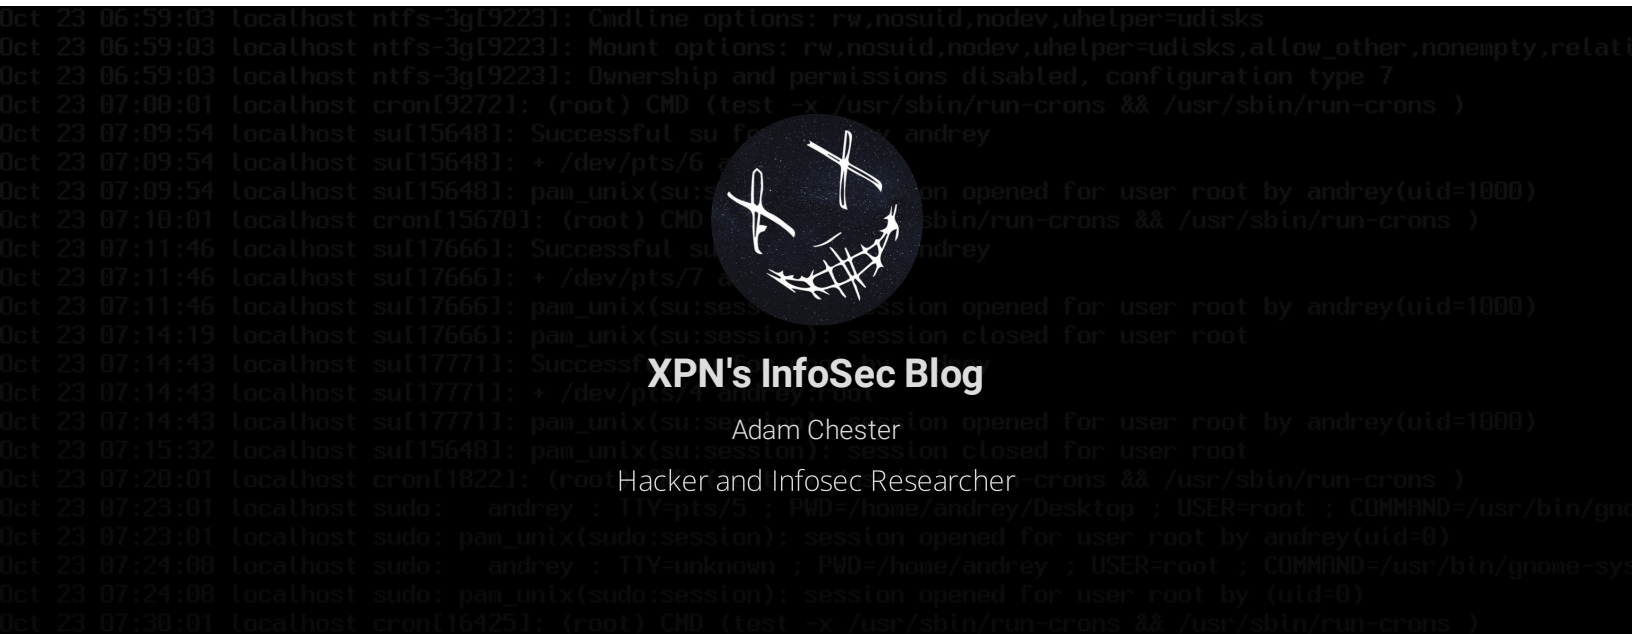 Oct 23 06:59:03 localhost ntfs-3g[9223]: Cmdline options: rw,nosuid,nodev,uhelper=udisks
Oct 23 06:59:03 localhost ntfs-3g[9223]: Mount options: rw,nosuid,nodev,uhelper=udisks,allow_other,nonempty,relati
Oct 23 06:59:03 localhost ntfs-3g[9223]: Ownership and permissions disabled, configuration type 7
Oct 23 07:00:01 localhost cron[9272]: (root) CMD (test -x /usr/sbin/run-crons && /usr/sbin/run-crons )
Oct 23 07:09:54 localhost su[15648]: Successful su fo y andrey
Oct 23 07:09:54 localhost su[15648]: + /dev/pts/6 a
Oct 23 07:09:54 localhost su[15648]: pam_unix(su:s on opened for user root by andrey(uid=1000)
Oct 23 07:10:01 localhost cron[15670]: (root) CMD sbin/run-crons && /usr/sbin/run-crons )
Oct 23 07:11:46 localhost su[17666]: Successful su ndrey
Oct 23 07:11:46 localhost su[17666]: + /dev/pts/7 a
Oct 23 07:11:46 localhost su[17666]: pam_unix(su:sess ssion opened for user root by andrey(uid=1000)
Oct 23 07:14:19 localhost su[17666]: pam_unix(su:session): session closed for user root
Oct 23 07:14:43 localhost su[17771]: Successf
XPN's InfoSec Blog
Oct 23 07:14:43 localhost su[17771]: + /dev/pts/4 andrey:root
Oct 23 07:14:43 localhost su[17771]: pam_unix(su:se ion opened for user root by andrey(uid=1000)
Adam Chester
Oct 23 07:15:32 localhost su[15648]: pam_unix(su:session): session closed for user root
Oct 23 07:20:01 localhost cron[1822]: (root -crons && /usr/sbin/run-crons )
Hacker and Infosec Researcher
Oct 23 07:23:01 localhost sudo: andrey : TTY=pts/5 ; PWD=/home/andrey/Desktop ; USER=root ; COMMAND=/usr/bin/gno
Oct 23 07:23:01 localhost sudo: pam_unix(sudo:session): session opened for user root by andrey(uid=0)
Oct 23 07:24:08 localhost sudo: andrey : TTY=unknown ; PWD=/home/andrey ; USER=root ; COMMAND=/usr/bin/gnome-sys
Oct 23 07:24:08 localhost sudo: pam_unix(sudo:session): session opened for user root by (uid=0)
Oct 23 07:30:01 localhost cron[16425]: (root) CMD (test -x /usr/sbin/run-crons && /usr/sbin/run-crons )